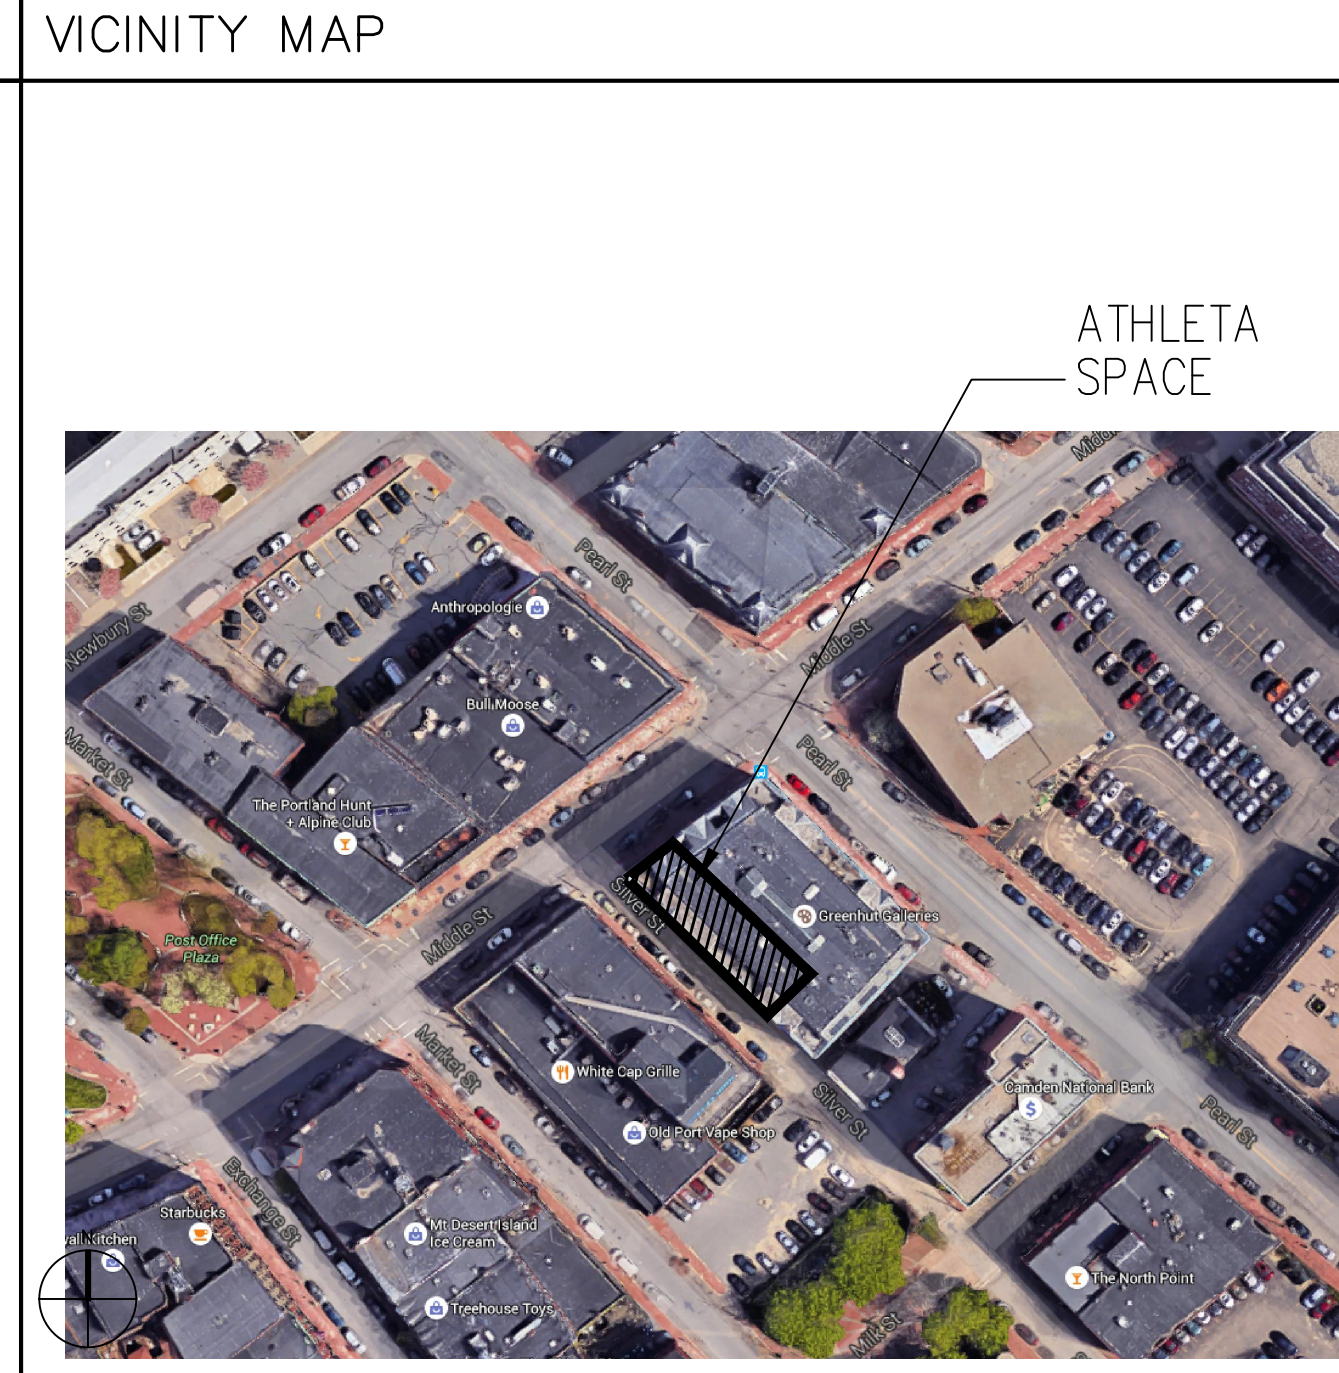 VICINITY MAP
ATHLETA
SPACE
Middl
Pearl St
Anthropologie
Newbury St
Middle St
Bull Moose
Market St
Pearl St
The Portland Hunt
+ Alpine Club
Silver St
Greenhut Galleries
Middle St
Post Office
Plaza
Market St
White Cap Grille
Camden National Bank
Silver St
Pearl St
Old Port Vape Shop
Exchange St
Starbucks
Mt Desert Island
Ice Cream
N
wall Kitchen
The North Point
Treehouse Toys
Milk St